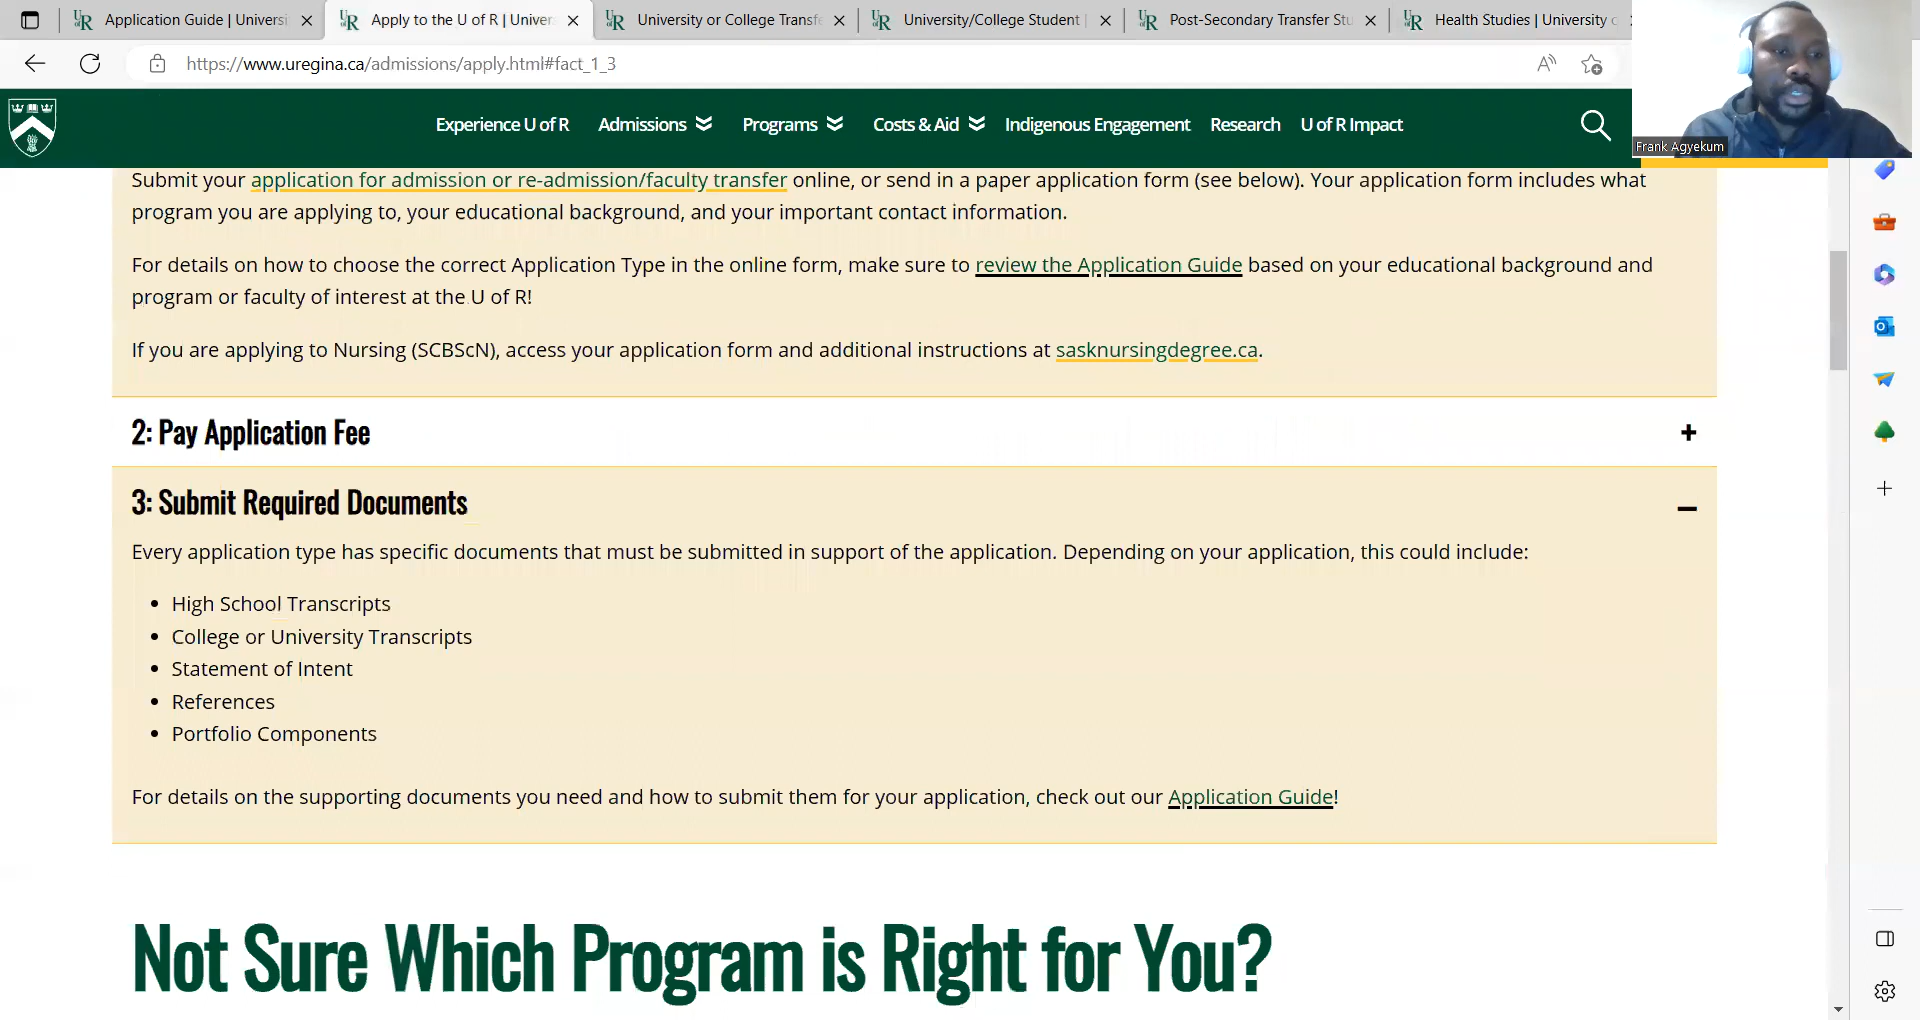 Application Guide | Universi
Apply to the U of R | Univer
University or College Transfe
University/College Student |
Post-Secondary Transfer Stu
Health Studies | University o
https://www.uregina.ca/admissions/apply.html#fact_1_3
U of R
Experience U of R
Admissions
Programs
Costs & Aid
Indigenous Engagement
Research
U of R Impact
Frank Agyekum
Submit your application for admission or re-admission/faculty transfer online, or send in a paper application form (see below). Your application form includes what
program you are applying to, your educational background, and your important contact information.
For details on how to choose the correct Application Type in the online form, make sure to review the Application Guide based on your educational background and
program or faculty of interest at the U of R!
If you are applying to Nursing (SCBScN), access your application form and additional instructions at sasknursingdegree.ca.
2: Pay Application Fee
3: Submit Required Documents
Every application type has specific documents that must be submitted in support of the application. Depending on your application, this could include:
• High School Transcripts
• College or University Transcripts
• Statement of Intent
• References
• Portfolio Components
For details on the supporting documents you need and how to submit them for your application, check out our Application Guide!
Not Sure Which Program is Right for You?